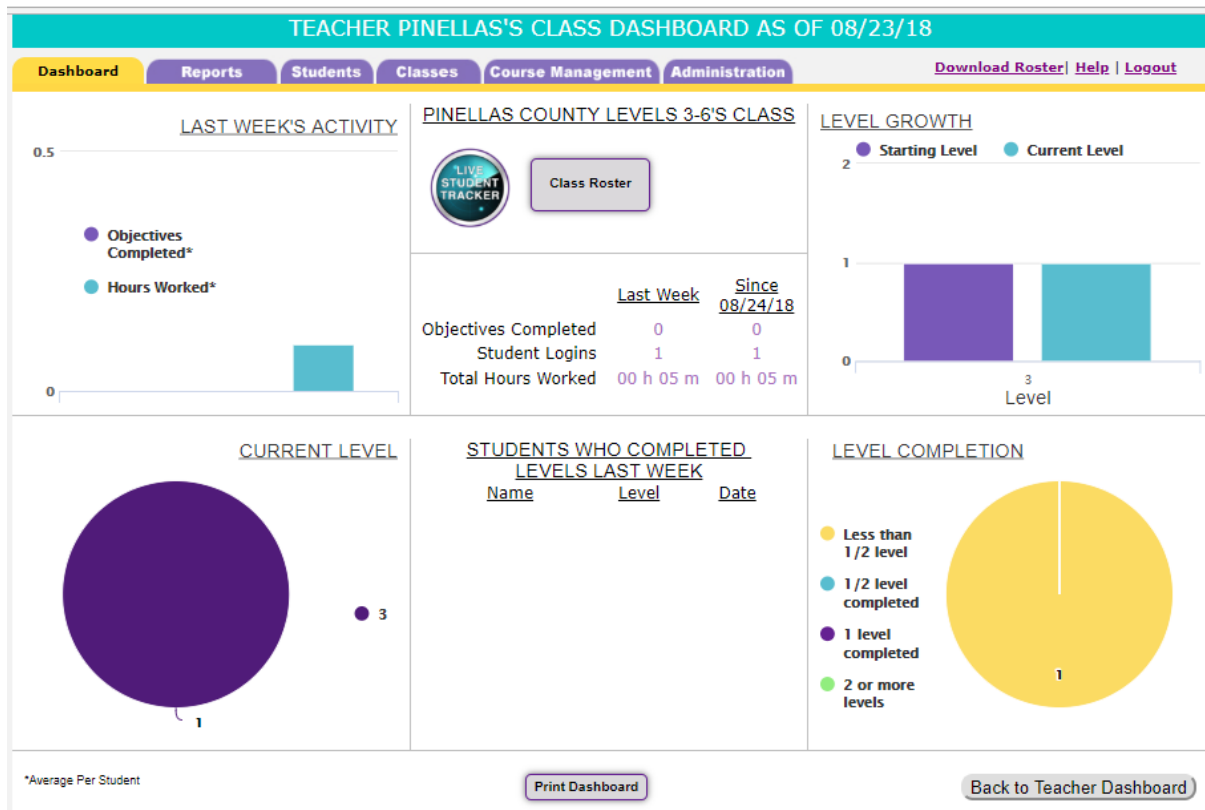 TEACHER PINELLAS'S CLASS DASHBOARD AS OF 08/23/18
Dashboard
Reports
Students
Classes
Course Management
Administration
Download Roster| Help | Logout
LAST WEEK'S ACTIVITY
0.5
Objectives
Completed*
Hours Worked*
0
PINELLAS COUNTY LEVELS 3-6'S CLASS
"LIVE
STUDENT
TRACKER
Class Roster
Last Week
Since
08/24/18
Objectives Completed 0 0
Student Logins 1 1
Total Hours Worked 00 h 05 m 00 h 05 m
LEVEL GROWTH
Starting Level
Current Level
2
1
0
3
Level
CURRENT LEVEL
3
1
STUDENTS WHO COMPLETED
LEVELS LAST WEEK
Name Level Date
LEVEL COMPLETION
Less than
1/2 level
1/2 level
completed
1 level
completed
2 or more
levels
1
*Average Per Student
Print Dashboard
Back to Teacher Dashboard